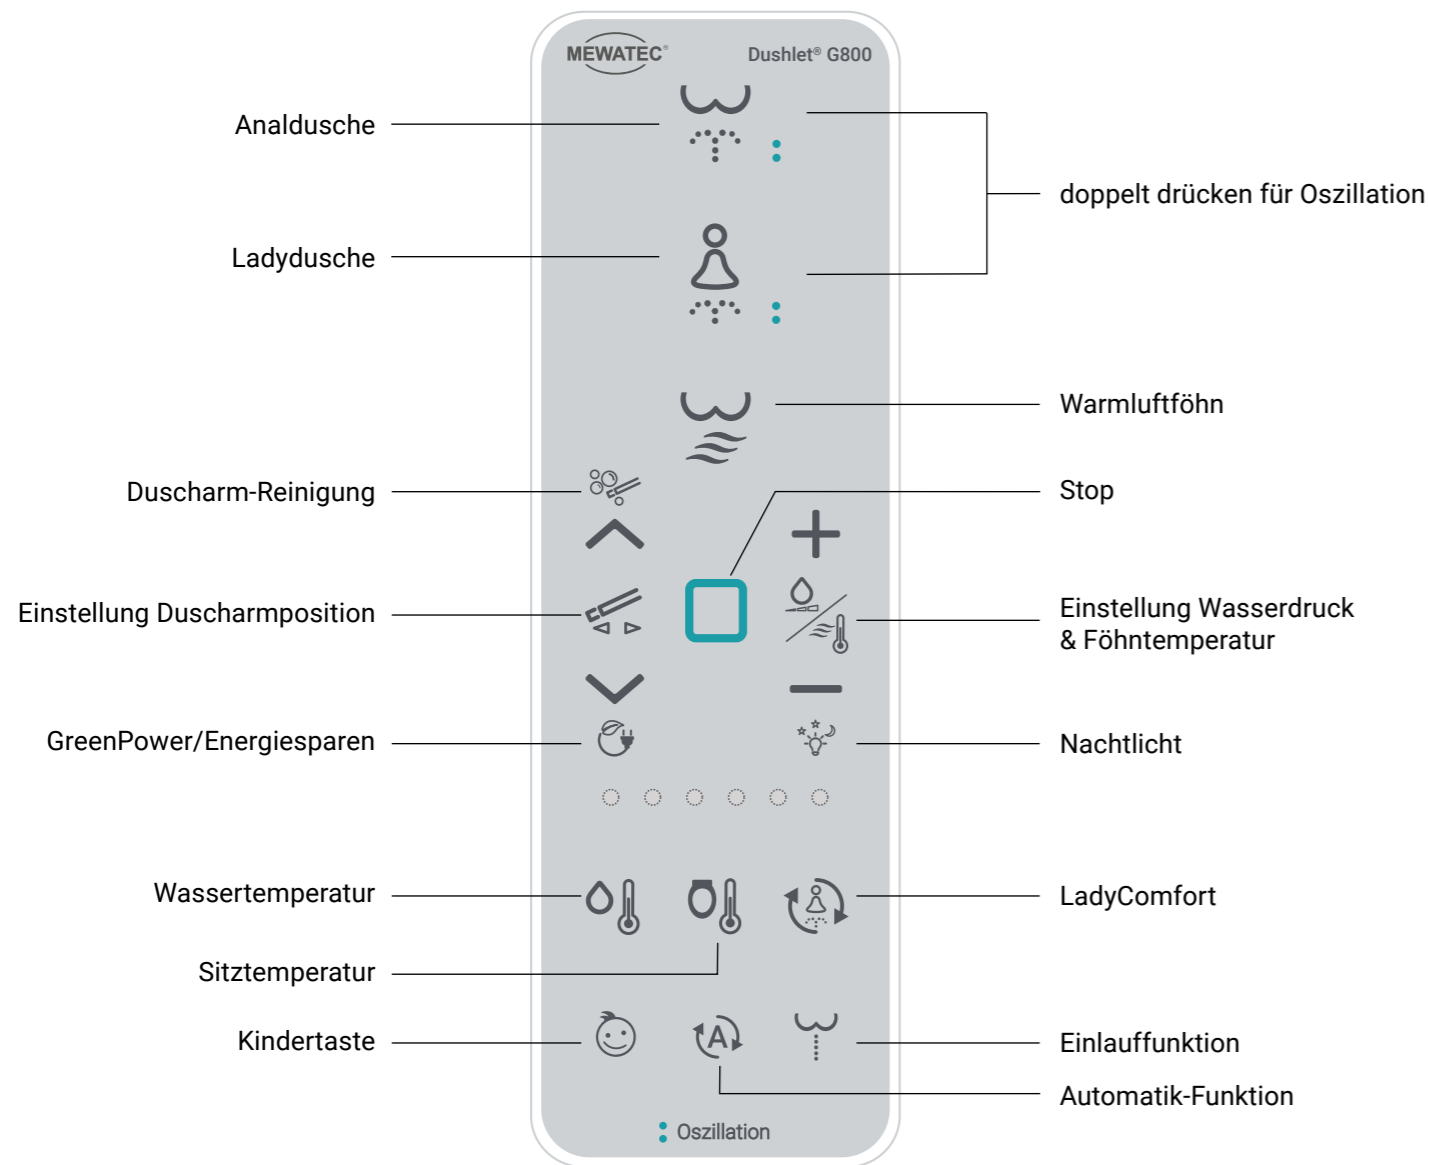 MEWATEC®
Dushlet® G800
Analdusche
doppelt drücken für Oszillation
Ladydusche
Warmluftföhn
Duscharm-Reinigung
Stop
Einstellung Duscharmposition
Einstellung Wasserdruck
& Föhntemperatur
GreenPower/Energiesparen
Nachtlicht
Wassertemperatur
LadyComfort
Sitztemperatur
Kindertaste
A
Einlauffunktion
Automatik-Funktion
Oszillation